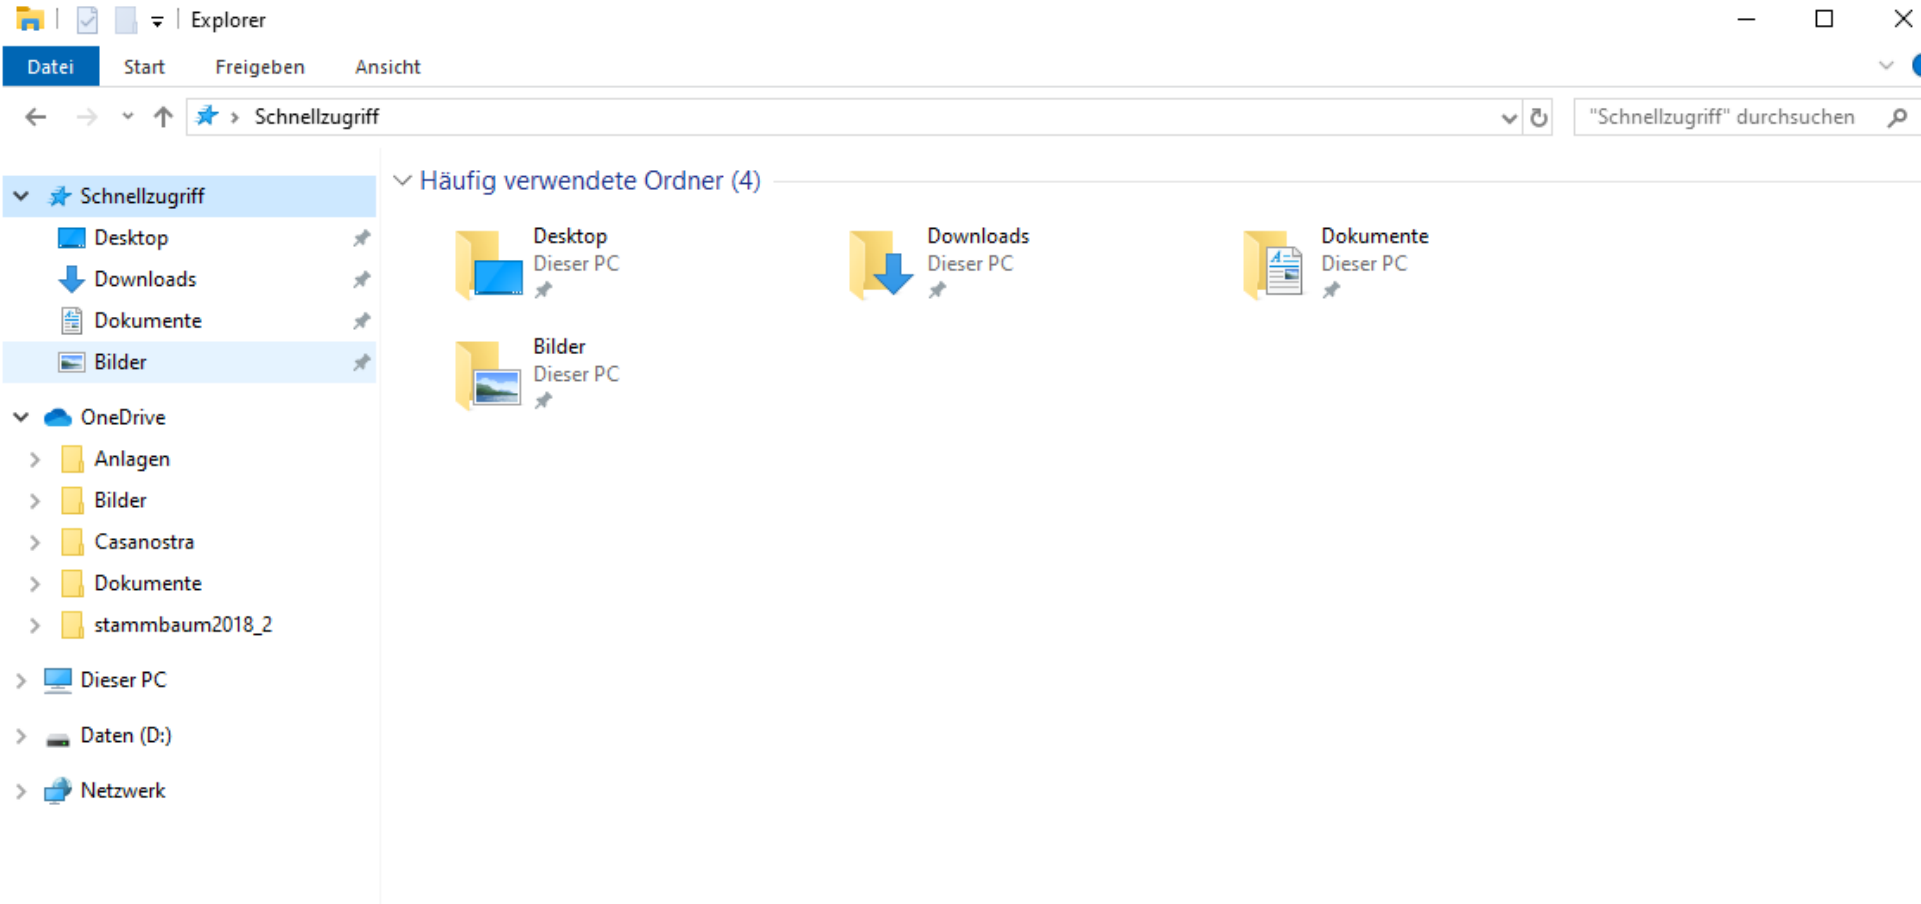 Explorer
Datei Start Freigeben Ansicht
Schnellzugriff
"Schnellzugriff" durchsuchen
Schnellzugriff
Desktop
Downloads
Dokumente
Bilder
OneDrive
Anlagen
Bilder
Casanostra
Dokumente
stammbaum2018_2
Dieser PC
Daten (D:)
Netzwerk
Häufig verwendete Ordner (4)
Desktop
Dieser PC
Downloads
Dieser PC
Dokumente
Dieser PC
Bilder
Dieser PC